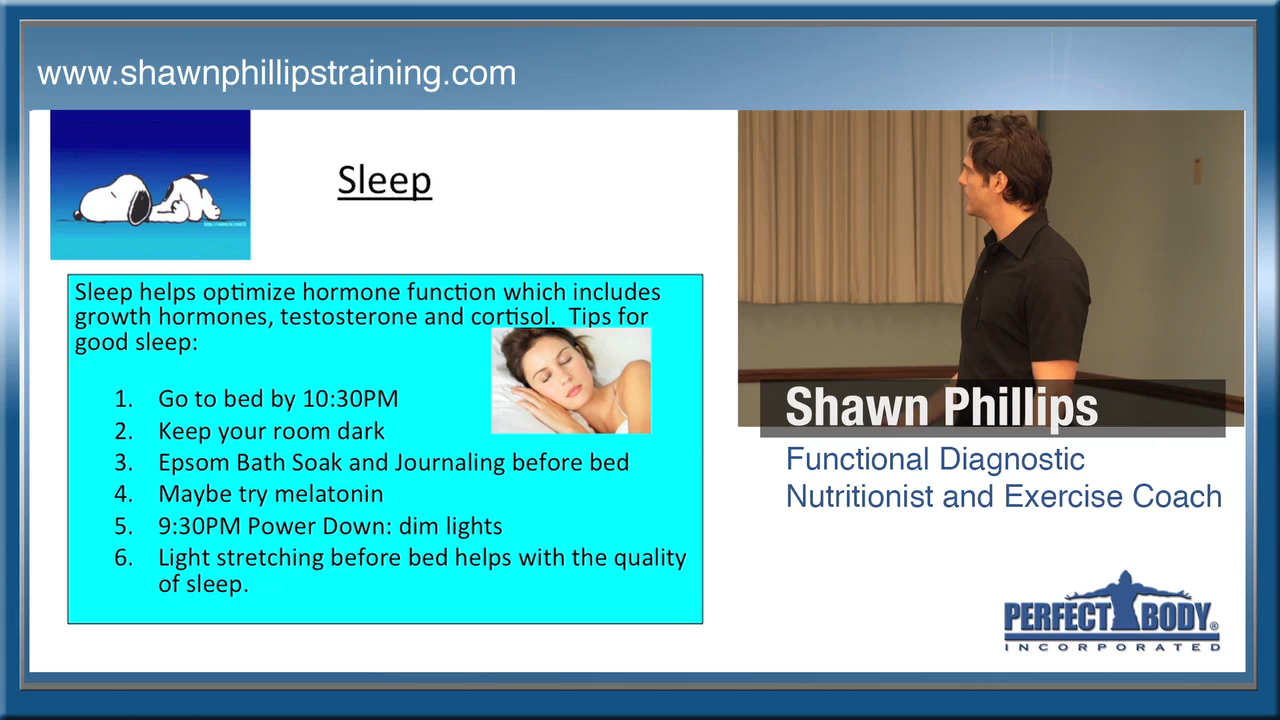 www.shawnphillipstraining.com
Sleep
Sleep helps optimize hormone function which includes
growth hormones, testosterone and cortisol.  Tips for
good sleep:
1. Go to bed by 10:30PM
2. Keep your room dark
3. Epsom Bath Soak and Journaling before bed
4. Maybe try melatonin
5. 9:30PM Power Down: dim lights
6. Light stretching before bed helps with the quality
of sleep.
Shawn Phillips
Functional Diagnostic
Nutritionist and Exercise Coach
PERFECT BODY®
INCORPORATED